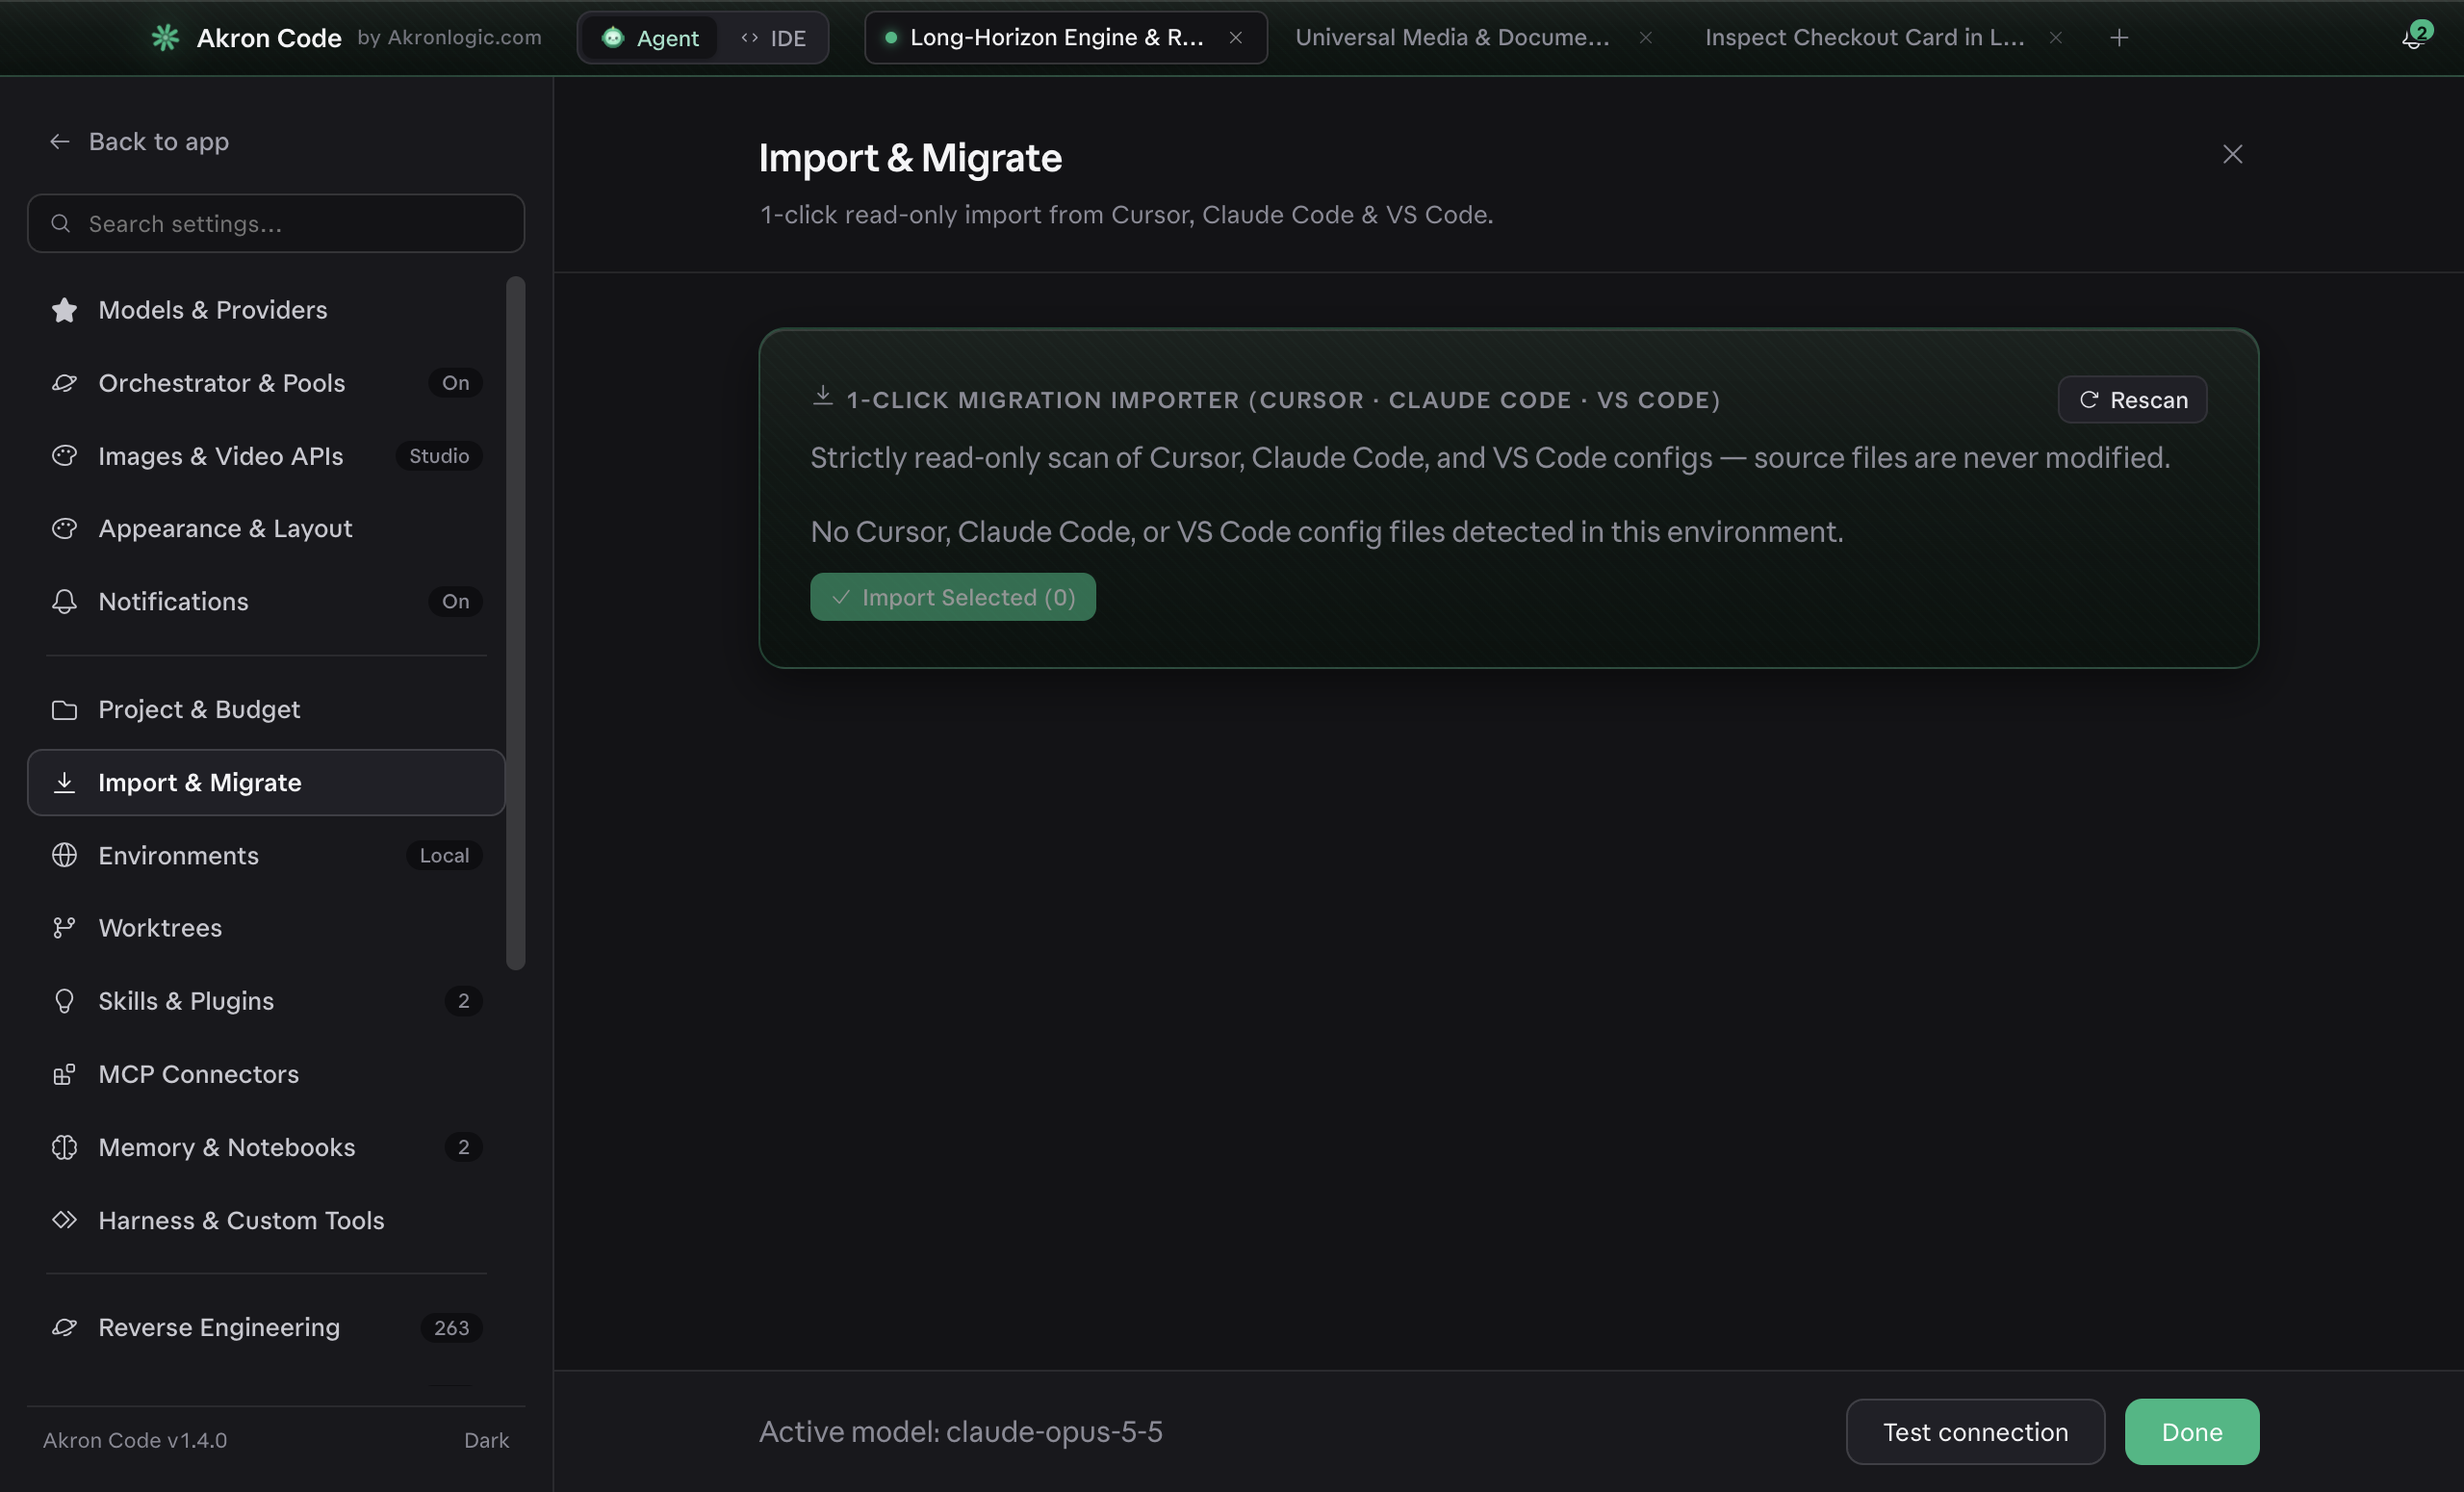 Akron Code by Akronlogic.com
Agent
IDE
Long-Horizon Engine & R...
Universal Media & Docume...
Inspect Checkout Card in L...
2
Back to app
Search settings...
Models & Providers
Orchestrator & Pools On
Images & Video APIs Studio
Appearance & Layout
Notifications On
Project & Budget
Import & Migrate
Environments Local
Worktrees
Skills & Plugins 2
MCP Connectors
Memory & Notebooks 2
Harness & Custom Tools
Reverse Engineering 263
Akron Code v1.4.0 Dark
Import & Migrate
1-click read-only import from Cursor, Claude Code & VS Code.
1-CLICK MIGRATION IMPORTER (CURSOR · CLAUDE CODE · VS CODE)
Rescan
Strictly read-only scan of Cursor, Claude Code, and VS Code configs — source files are never modified.
No Cursor, Claude Code, or VS Code config files detected in this environment.
Import Selected (0)
Active model: claude-opus-5-5
Test connection
Done